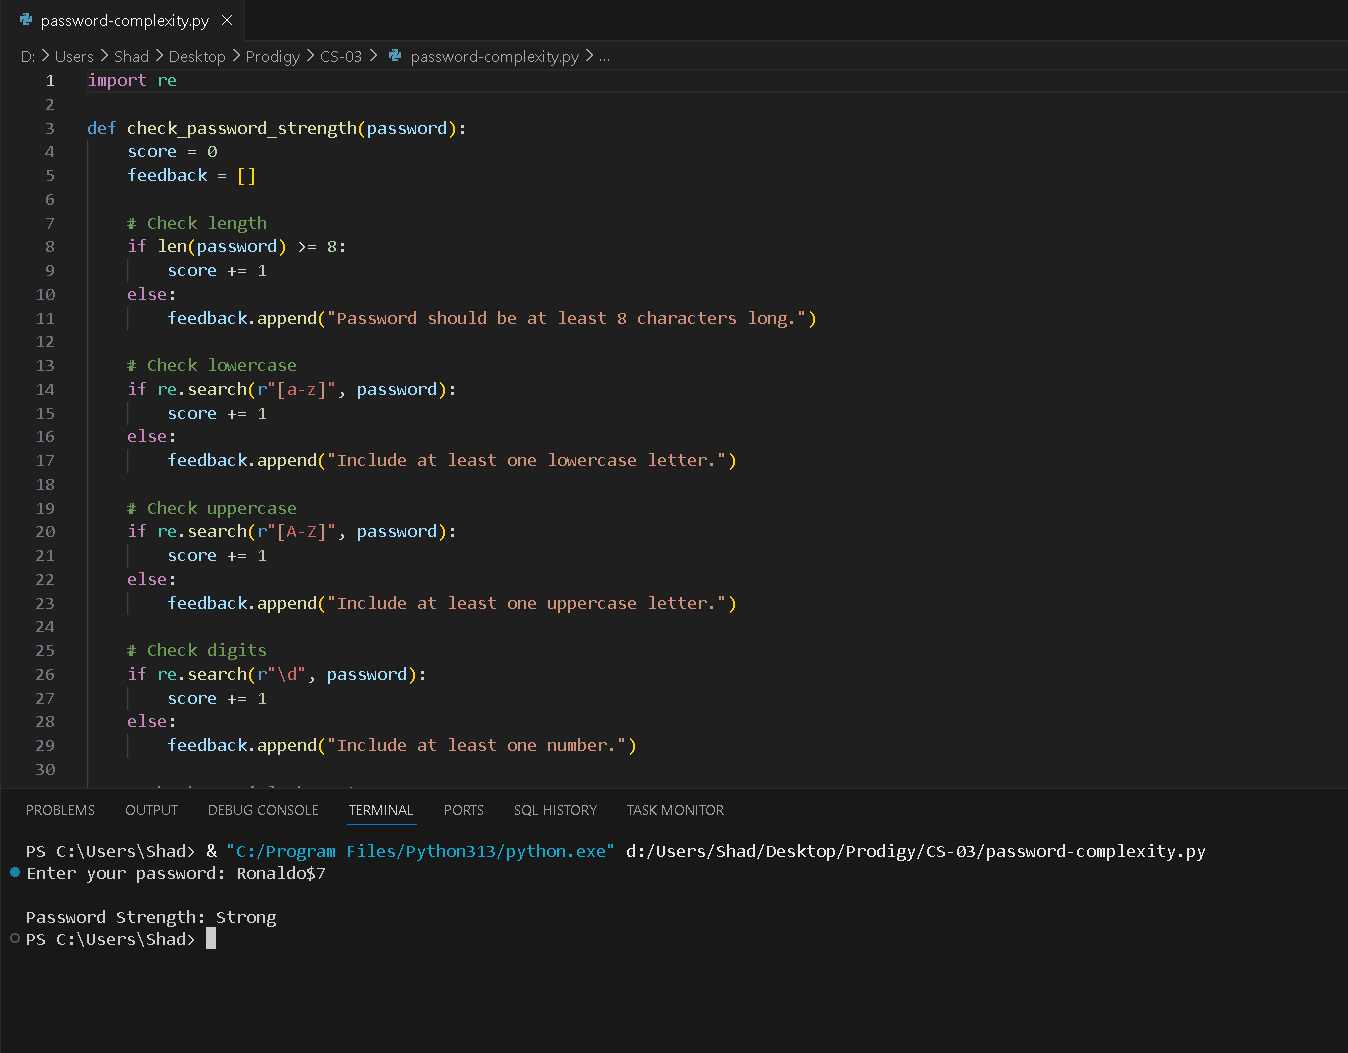 password-complexity.py
D: > Users > Shad > Desktop > Prodigy > CS-03 > password-complexity.py > ...
1 import re
2
3 def check_password_strength(password):
4     score = 0
5     feedback = []
6
7     # Check length
8     if len(password) >= 8:
9         score += 1
10     else:
11         feedback.append("Password should be at least 8 characters long.")
12
13     # Check lowercase
14     if re.search(r"[a-z]", password):
15         score += 1
16     else:
17         feedback.append("Include at least one lowercase letter.")
18
19     # Check uppercase
20     if re.search(r"[A-Z]", password):
21         score += 1
22     else:
23         feedback.append("Include at least one uppercase letter.")
24
25     # Check digits
26     if re.search(r"\d", password):
27         score += 1
28     else:
29         feedback.append("Include at least one number.")
30
PROBLEMS OUTPUT DEBUG CONSOLE TERMINAL PORTS SQL HISTORY TASK MONITOR
PS C:\Users\Shad> & "C:/Program Files/Python313/python.exe" d:/Users/Shad/Desktop/Prodigy/CS-03/password-complexity.py
Enter your password: Ronaldo$7
Password Strength: Strong
PS C:\Users\Shad>